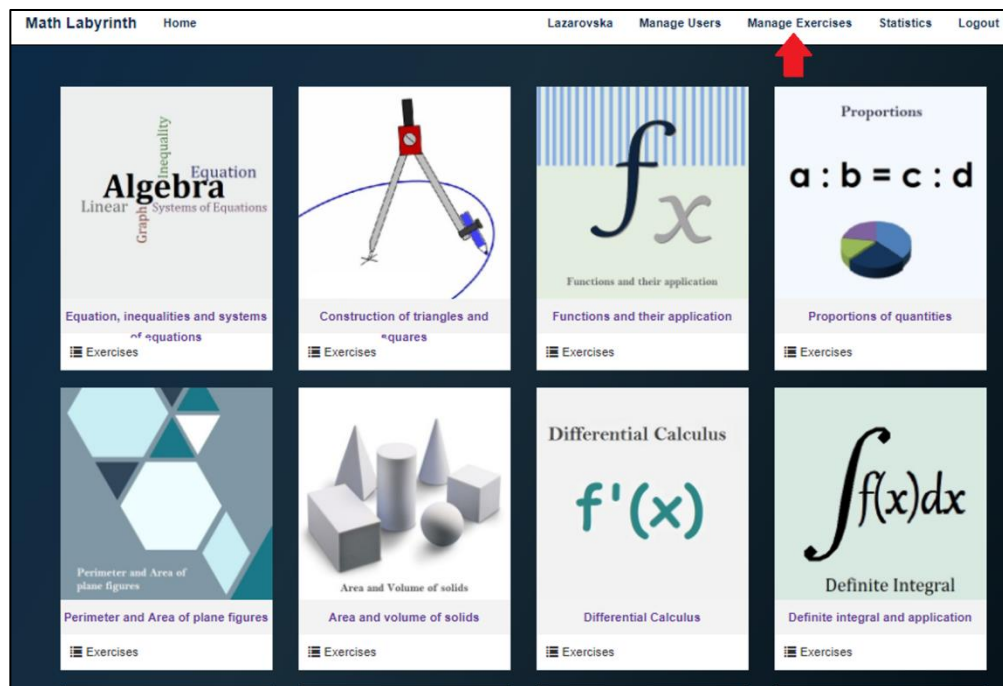 Math Labyrinth Home Lazarovska Manage Users Manage Exercises Statistics Logout
Inequality
Equation
Algebra
Linear
Graph
Systems of Equations
Functions and their application
Proportions
a : b = c : d
f
x
Equation, inequalities and systems
of equations
Exercises
Construction of triangles and
squares
Exercises
Functions and their application
Exercises
Proportions of quantities
Exercises
Perimeter and Area of
plane figures
Area and Volume of solids
Differential Calculus
f'(x)
∫f(x)dx
Definite Integral
Perimeter and Area of plane figures
Exercises
Area and volume of solids
Exercises
Differential Calculus
Exercises
Definite integral and application
Exercises